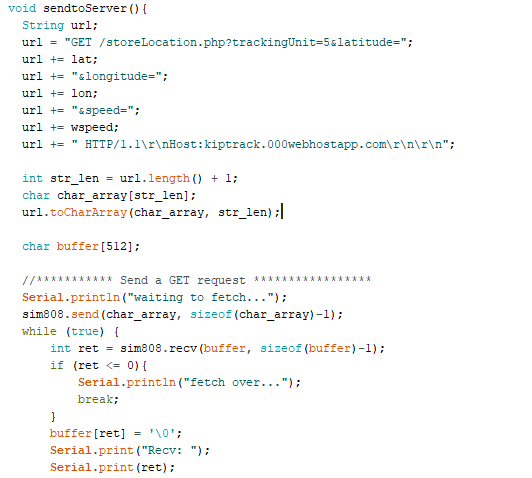 void sendtoServer(){
String url;
url = "GET /storeLocation.php?trackingUnit=5&latitude=";
url += lat;
url += "&longitude=";
url += lon;
url += "&speed=";
url += wspeed;
url += " HTTP/1.1\r\nHost:kiptrack.000webhostapp.com\r\n\r\n";
int str_len = url.length() + 1;
char char_array[str_len];
url.toCharArray(char_array, str_len);
char buffer[512];
//*********** Send a GET request *****************
Serial.println("waiting to fetch...");
sim808.send(char_array, sizeof(char_array)-1);
while (true) {
int ret = sim808.recv(buffer, sizeof(buffer)-1);
if (ret <= 0){
Serial.println("fetch over...");
break;
}
buffer[ret] = '\0';
Serial.print("Recv: ");
Serial.print(ret);